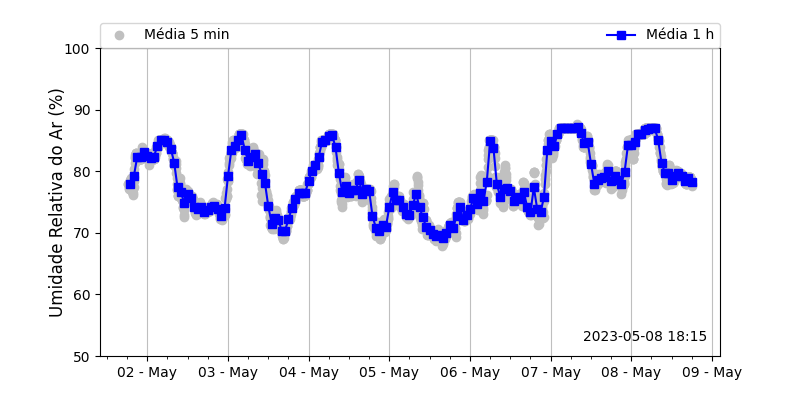 Média 5 min
Média 1 h
Umidade Relativa do Ar (%)
100
90
80
70
60
50
2023-05-08 18:15
02 - May
03 - May
04 - May
05 - May
06 - May
07 - May
08 - May
09 - May